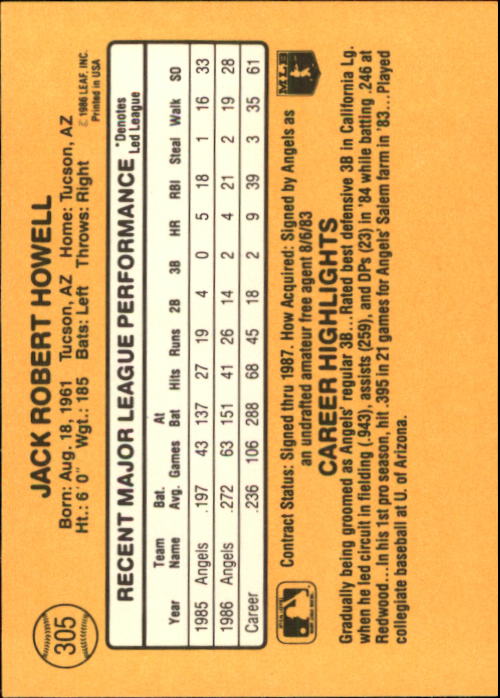 305
JACK ROBERT HOWELL
Born: Aug. 18, 1961 Tucson, AZ Home: Tucson, AZ
Ht.: 6' 0" Wgt.: 185 Bats: Left Throws: Right
© 1986 LEAF, INC.
Printed in USA
RECENT MAJOR LEAGUE PERFORMANCE
*Denotes
Led League
Team Bat. At
Year Name Avg. Games Bat Hits Runs 2B 3B HR RBI Steal Walk SO
1985 Angels .197 43 137 27 19 4 0 5 18 1 16 33
1986 Angels .272 63 151 41 26 14 2 4 21 2 19 28
Career .236 106 288 68 45 18 2 9 39 3 35 61
Contract Status: Signed thru 1987. How Acquired: Signed by Angels as
an undrafted amateur free agent 8/6/83
MLB
CAREER HIGHLIGHTS
Gradually being groomed as Angels' regular 3B...Rated best defensive 3B in California Lg.
when he led circuit in fielding (.943), assists (259), and DPs (23) in '84 while batting .246 at
Redwood...In his 1st pro season, hit .395 in 21 games for Angels' Salem farm in '83...Played
collegiate baseball at U. of Arizona.